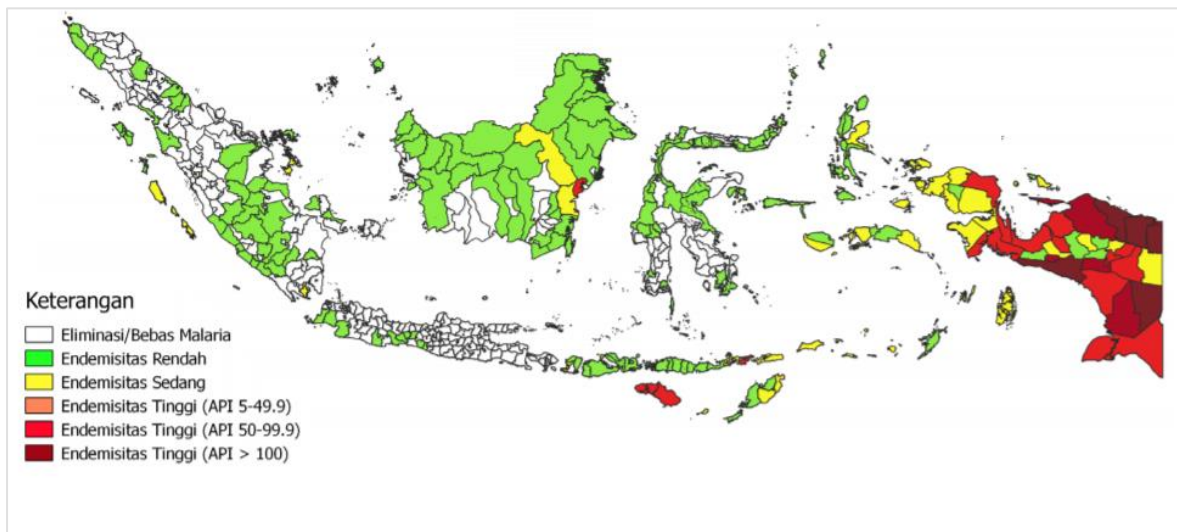 Keterangan
Eliminasi/Bebas Malaria
Endemisitas Rendah
Endemisitas Sedang
Endemisitas Tinggi (API 5-49.9)
Endemisitas Tinggi (API 50-99.9)
Endemisitas Tinggi (API > 100)